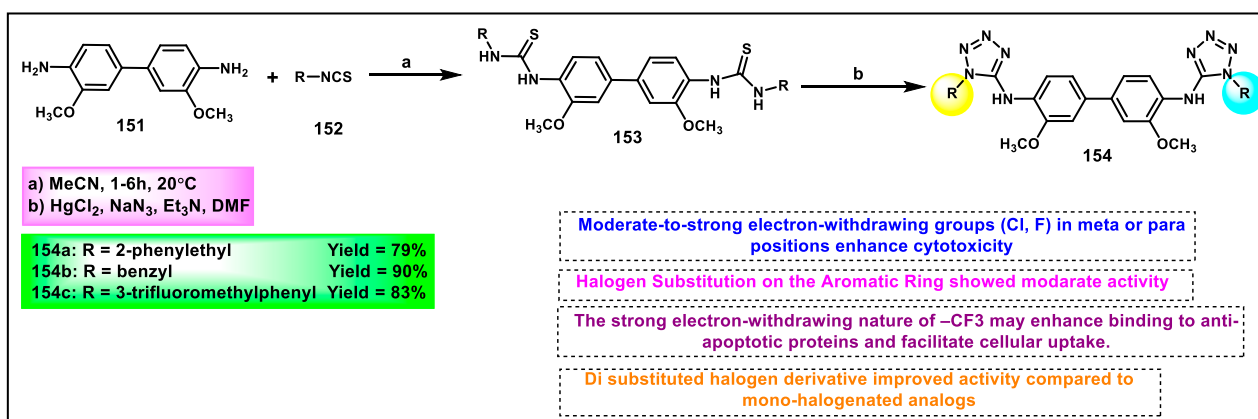 H₂N
OCH₃
NH₂
H₃CO
151
+
R—NCS
152
a
R
HN
S
NH
OCH₃
H₃CO
153
S
HN
NH
R
b
N N
N N
R
HN
OCH₃
H₃CO
154
N N
N N
NH
R
a) MeCN, 1-6h, 20°C
b) HgCl₂, NaN₃, Et₃N, DMF
154a: R = 2-phenylethyl Yield = 79%
154b: R = benzyl Yield = 90%
154c: R = 3-trifluoromethylphenyl Yield = 83%
Moderate-to-strong electron-withdrawing groups (Cl, F) in meta or para
positions enhance cytotoxicity
Halogen Substitution on the Aromatic Ring showed modarate activity
The strong electron-withdrawing nature of –CF3 may enhance binding to anti-
apoptotic proteins and facilitate cellular uptake.
Di substituted halogen derivative improved activity compared to
mono-halogenated analogs